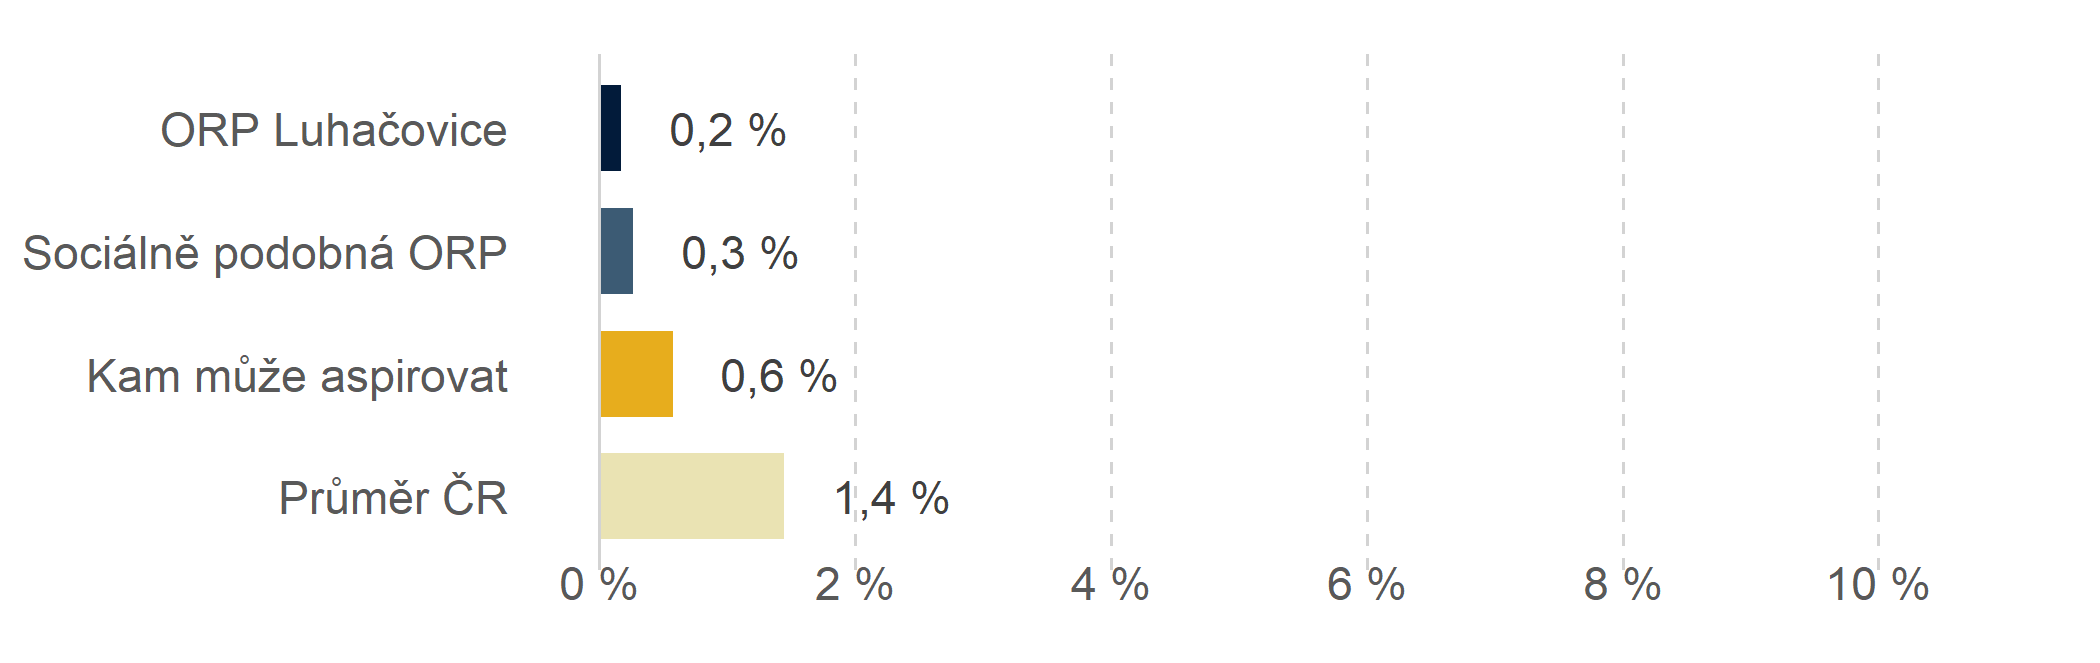 ORP Luhačovice 0,2 %
Sociálně podobná ORP 0,3 %
Kam může aspirovat 0,6 %
Průměr ČR 1,4 %
0 % 2 % 4 % 6 % 8 % 10 %